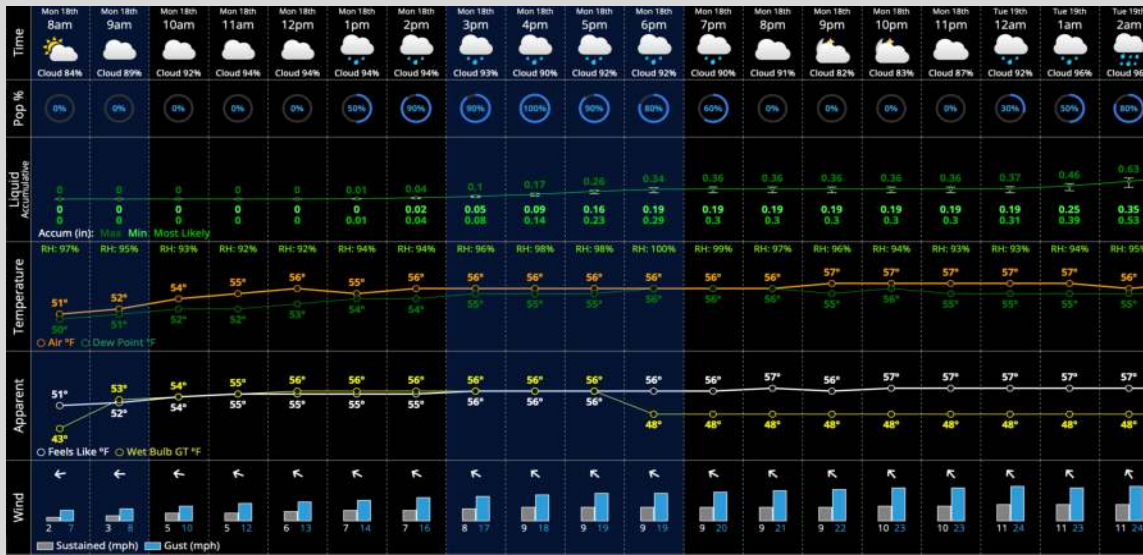 Time
Mon 18th Mon 18th Mon 18th Mon 18th Mon 18th Mon 18th Mon 18th Mon 18th Mon 18th Mon 18th Mon 18th Mon 18th Mon 18th Mon 18th Mon 18th Mon 18th Tue 19th Tue 19th Tue 19th
8am 9am 10am 11am 12pm 1pm 2pm 3pm 4pm 5pm 6pm 7pm 8pm 9pm 10pm 11pm 12am 1am 2am
Cloud 84% Cloud 89% Cloud 92% Cloud 94% Cloud 94% Cloud 94% Cloud 94% Cloud 93% Cloud 90% Cloud 92% Cloud 92% Cloud 90% Cloud 91% Cloud 82% Cloud 83% Cloud 87% Cloud 92% Cloud 96% Cloud 96
Pop %
0% 0% 0% 0% 0% 50% 90% 90% 100% 90% 80% 60% 0% 0% 0% 0% 30% 50% 80%
Liquid
Accumulative
0 0 0 0 0 0.01 0.04 0.1 0.17 0.26 0.34 0.36 0.36 0.36 0.36 0.36 0.37 0.46 0.63
0 0 0 0 0 0 0.02 0.05 0.09 0.16 0.19 0.19 0.19 0.19 0.19 0.19 0.19 0.25 0.35
0 0 0 0 0 0.01 0.04 0.08 0.14 0.23 0.29 0.3 0.3 0.3 0.3 0.3 0.31 0.39 0.53
Accum (in): Max Min Most Likely
Temperature
RH: 97% RH: 95% RH: 93% RH: 92% RH: 92% RH: 94% RH: 94% RH: 96% RH: 98% RH: 98% RH: 100% RH: 99% RH: 97% RH: 96% RH: 94% RH: 93% RH: 93% RH: 94% RH: 95%
51° 52° 54° 55° 56° 55° 56° 56° 56° 56° 56° 56° 56° 57° 57° 57° 57° 57° 56°
50° 51° 52° 52° 53° 54° 54° 55° 55° 55° 56° 56° 56° 55° 56° 55° 55° 55° 55°
Air °F Dew Point °F
Apparent
51° 53° 54° 55° 56° 56° 56° 56° 56° 56° 56° 56° 57° 56° 57° 57° 57° 57° 57°
43° 52° 54° 55° 55° 55° 55° 56° 56° 56° 48° 48° 48° 48° 48° 48° 48° 48° 48°
Feels Like °F Wet Bulb GT °F
Wind
2 7 3 8 5 10 5 12 6 13 7 14 7 16 8 17 9 18 9 19 9 19 9 20 9 21 9 22 10 23 10 23 11 24 11 23 11 24
Sustained (mph) Gust (mph)